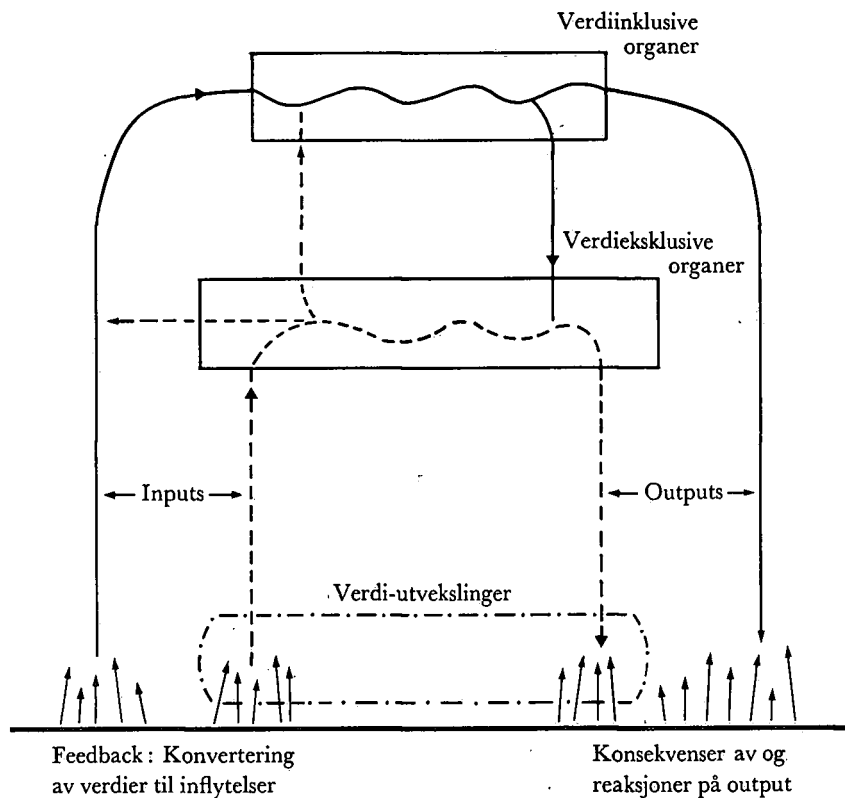 Verdiinklusive
organer
Verdieksklusive
organer
Inputs
Outputs
Verdi-utvekslinger
Feedback : Konvertering
av verdier til inflytelser
Konsekvenser av og
reaksjoner på output